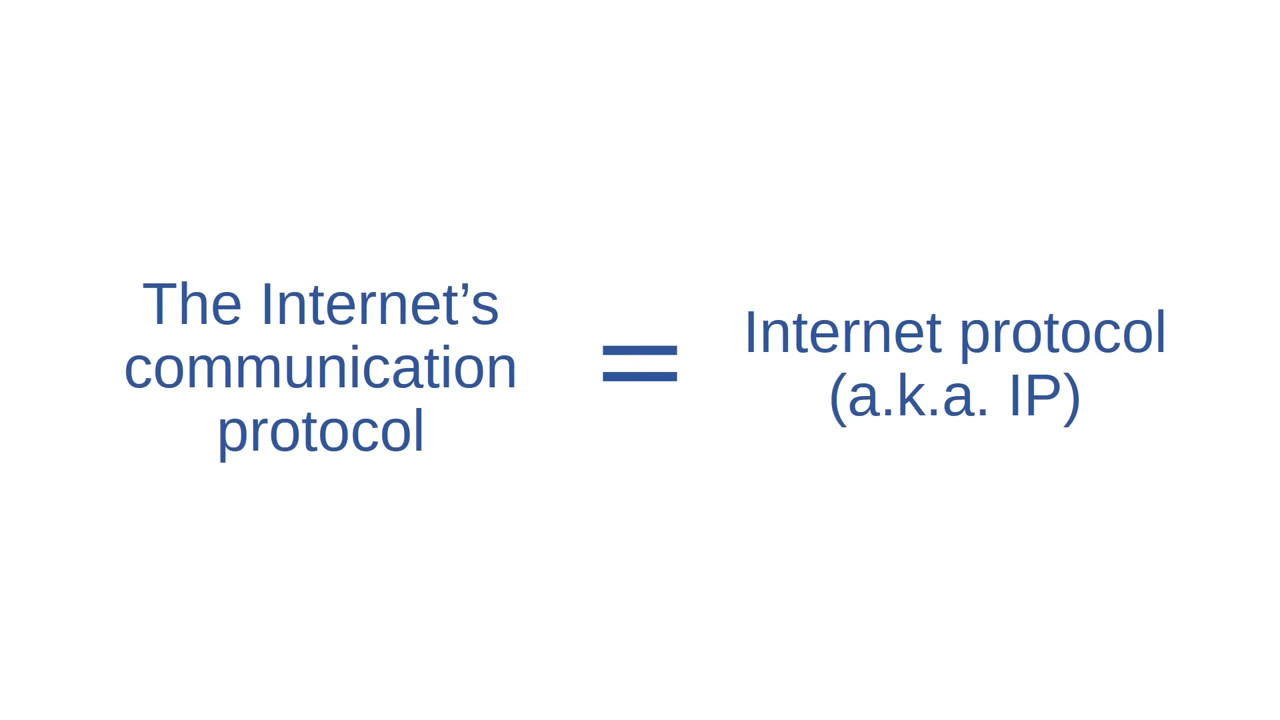 The Internet’s
communication
protocol
=
Internet protocol
(a.k.a. IP)